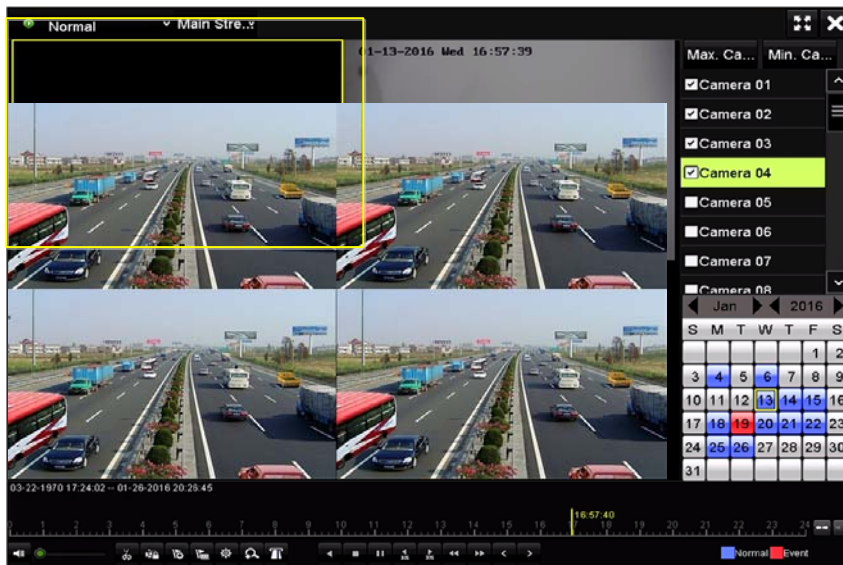 Normal
Main Stre..
01-13-2016 Wed 16:57:39
Max. Ca...
Min. Ca...
Camera 01
Camera 02
Camera 03
Camera 04
Camera 05
Camera 06
Camera 07
Camera 08
Jan 2016
S M T W T F S
1 2
3 4 5 6 7 8 9
10 11 12 13 14 15 16
17 18 19 20 21 22 23
24 25 26 27 28 29 30
31
03-22-1970 17:24:02 -- 01-26-2016 20:26:45
16:57:40
0 1 2 3 4 5 6 7 8 9 10 11 12 13 14 15 16 17 18 19 20 21 22 23 24
Normal
Event